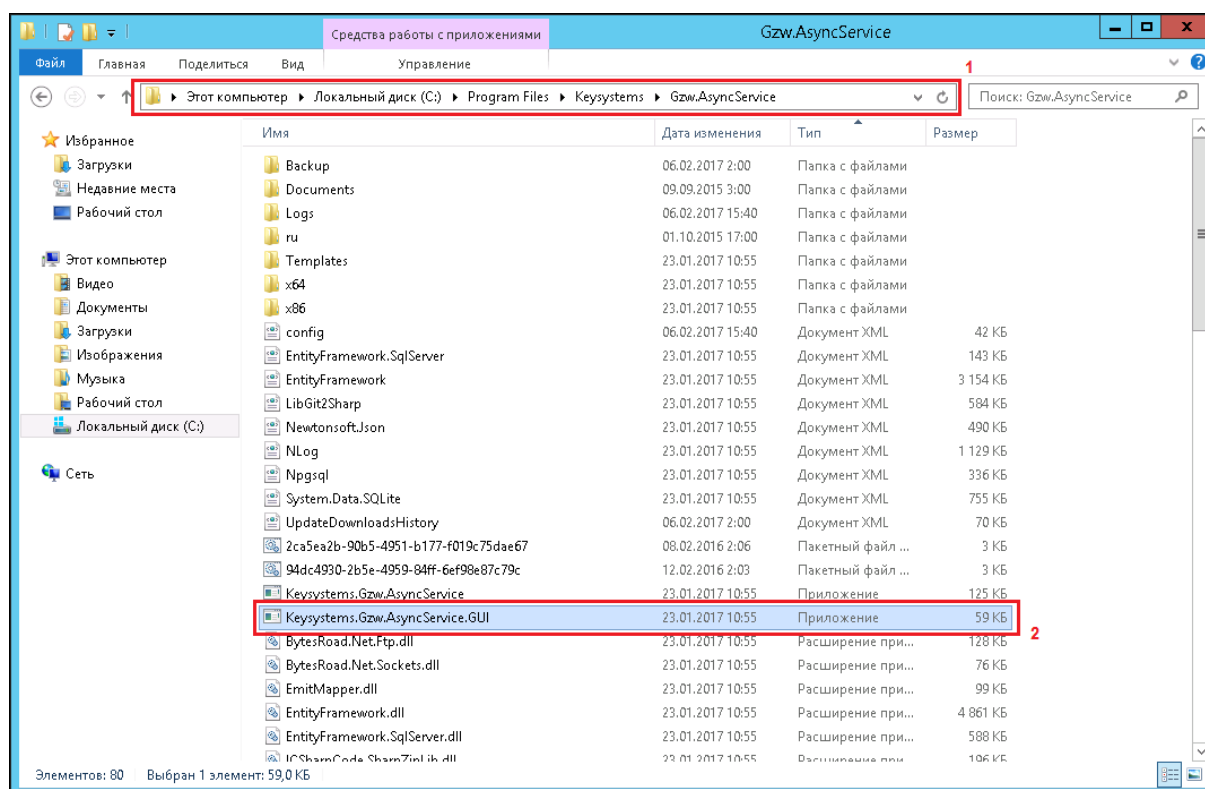 Средства работы с приложениями Gzw.AsyncService
Файл Главная Поделиться Вид Управление
1
Этот компьютер Локальный диск (C:) Program Files Keysystems Gzw.AsyncService Поиск: Gzw.AsyncService
Избранное
Загрузки
Недавние места
Рабочий стол
Этот компьютер
Видео
Документы
Загрузки
Изображения
Музыка
Рабочий стол
Локальный диск (C:)
Сеть
Имя Дата изменения Тип Размер
Backup 06.02.2017 2:00 Папка с файлами
Documents 09.09.2015 3:00 Папка с файлами
Logs 06.02.2017 15:40 Папка с файлами
ru 01.10.2015 17:00 Папка с файлами
Templates 23.01.2017 10:55 Папка с файлами
x64 23.01.2017 10:55 Папка с файлами
x86 23.01.2017 10:55 Папка с файлами
config 06.02.2017 15:40 Документ XML 42 КБ
EntityFramework.SqlServer 23.01.2017 10:55 Документ XML 143 КБ
EntityFramework 23.01.2017 10:55 Документ XML 3 154 КБ
LibGit2Sharp 23.01.2017 10:55 Документ XML 584 КБ
Newtonsoft.Json 23.01.2017 10:55 Документ XML 490 КБ
NLog 23.01.2017 10:55 Документ XML 1 129 КБ
Npgsql 23.01.2017 10:55 Документ XML 336 КБ
System.Data.SQLite 23.01.2017 10:55 Документ XML 755 КБ
UpdateDownloadsHistory 06.02.2017 2:00 Документ XML 70 КБ
2ca5ea2b-90b5-4951-b177-f019c75dae67 08.02.2016 2:06 Пакетный файл ... 3 КБ
94dc4930-2b5e-4959-84ff-6ef98e87c79c 12.02.2016 2:03 Пакетный файл ... 3 КБ
Keysystems.Gzw.AsyncService 23.01.2017 10:55 Приложение 125 КБ
Keysystems.Gzw.AsyncService.GUI 23.01.2017 10:55 Приложение 59 КБ
2
BytesRoad.Net.Ftp.dll 23.01.2017 10:55 Расширение при... 128 КБ
BytesRoad.Net.Sockets.dll 23.01.2017 10:55 Расширение при... 76 КБ
EmitMapper.dll 23.01.2017 10:55 Расширение при... 99 КБ
EntityFramework.dll 23.01.2017 10:55 Расширение при... 4 861 КБ
EntityFramework.SqlServer.dll 23.01.2017 10:55 Расширение при... 588 КБ
ICSharpCode.SharpZipLib.dll 23.01.2017 10:55 Расширение при... 196 КБ
Элементов: 80 Выбран 1 элемент: 59,0 КБ